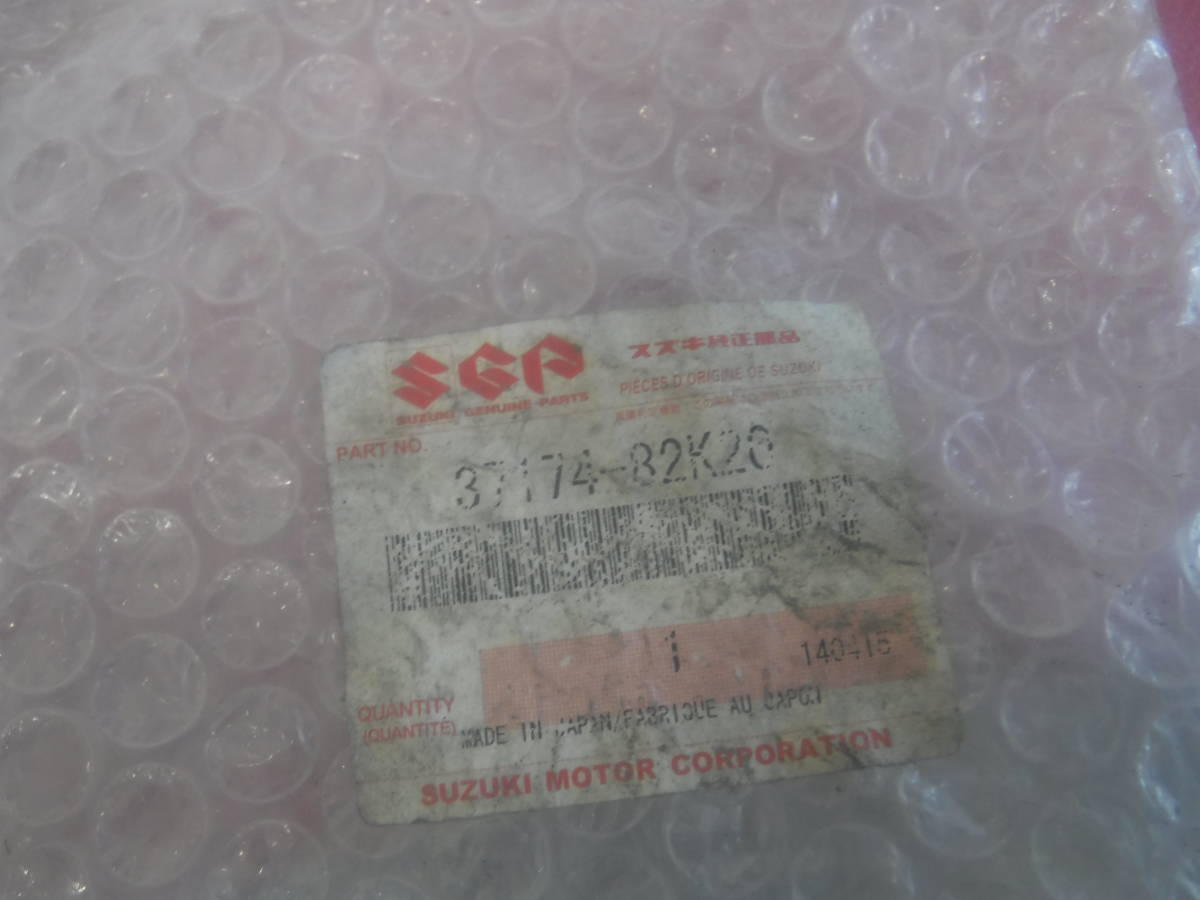 SGP
SUZUKI GENUINE PARTS
スズキ純正部品
PIÈCES D'ORIGINE DE SUZUKI
PART NO.
37174-82K20
1
140416
QUANTITY
(QUANTITÉ)
MADE IN JAPAN/FABRIQUE AU JAPON
SUZUKI MOTOR CORPORATION